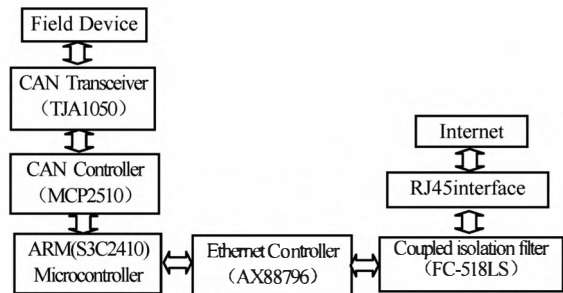 Field Device
CAN Transceiver
（TJA1050）
CAN Controller
(MCP2510)
ARM(S3C2410)
Microcontroller
Ethernet Controller
（AX88796）
Coupled isolation filter
(FC-518LS)
RJ45interface
Internet